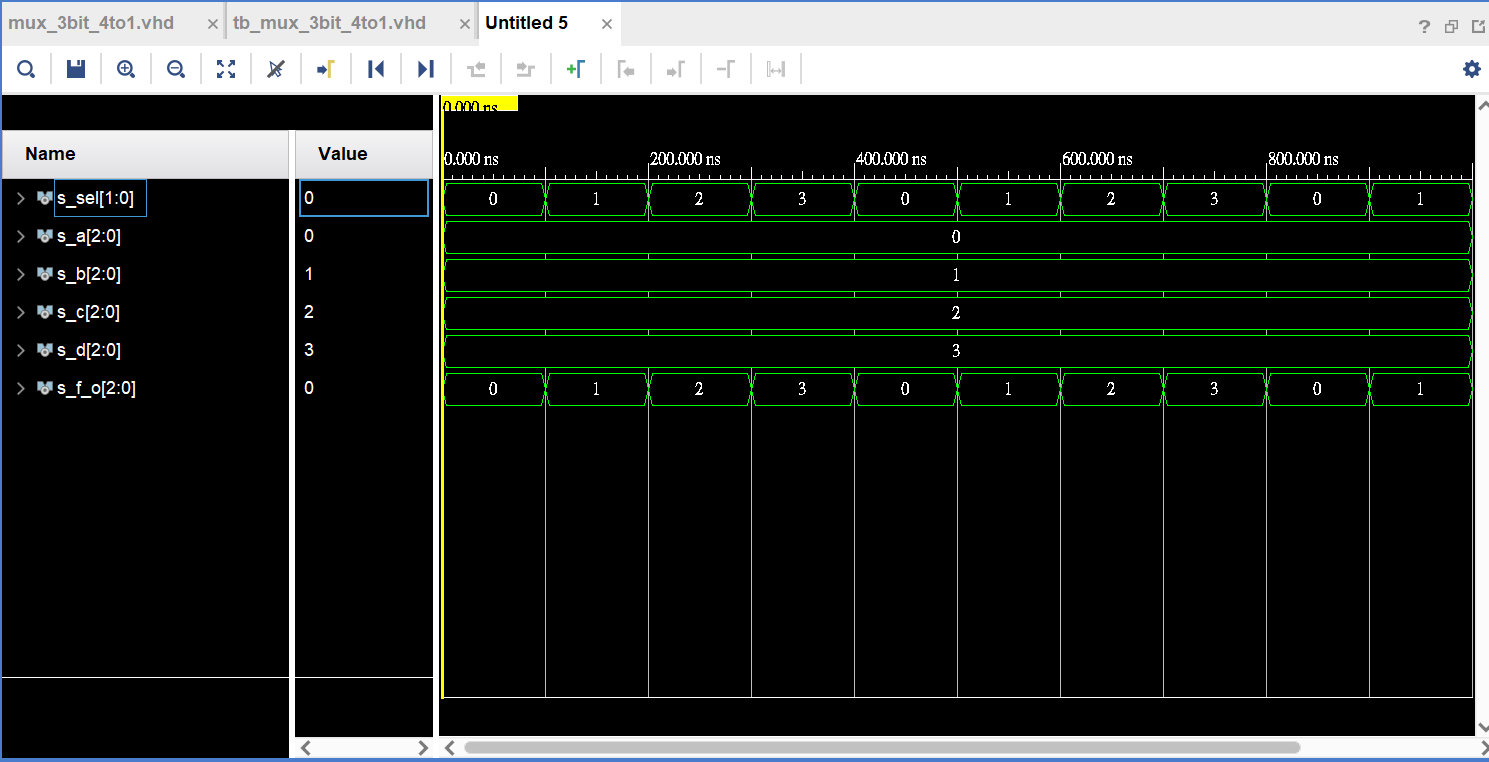 mux_3bit_4to1.vhd × tb_mux_3bit_4to1.vhd × Untitled 5 × ?
0.000 ns
Name Value
0.000 ns 200.000 ns 400.000 ns 600.000 ns 800.000 ns
s_sel[1:0] 0 0 1 2 3 0 1 2 3 0 1
s_a[2:0] 0 0
s_b[2:0] 1 1
s_c[2:0] 2 2
s_d[2:0] 3 3
s_f_o[2:0] 0 0 1 2 3 0 1 2 3 0 1